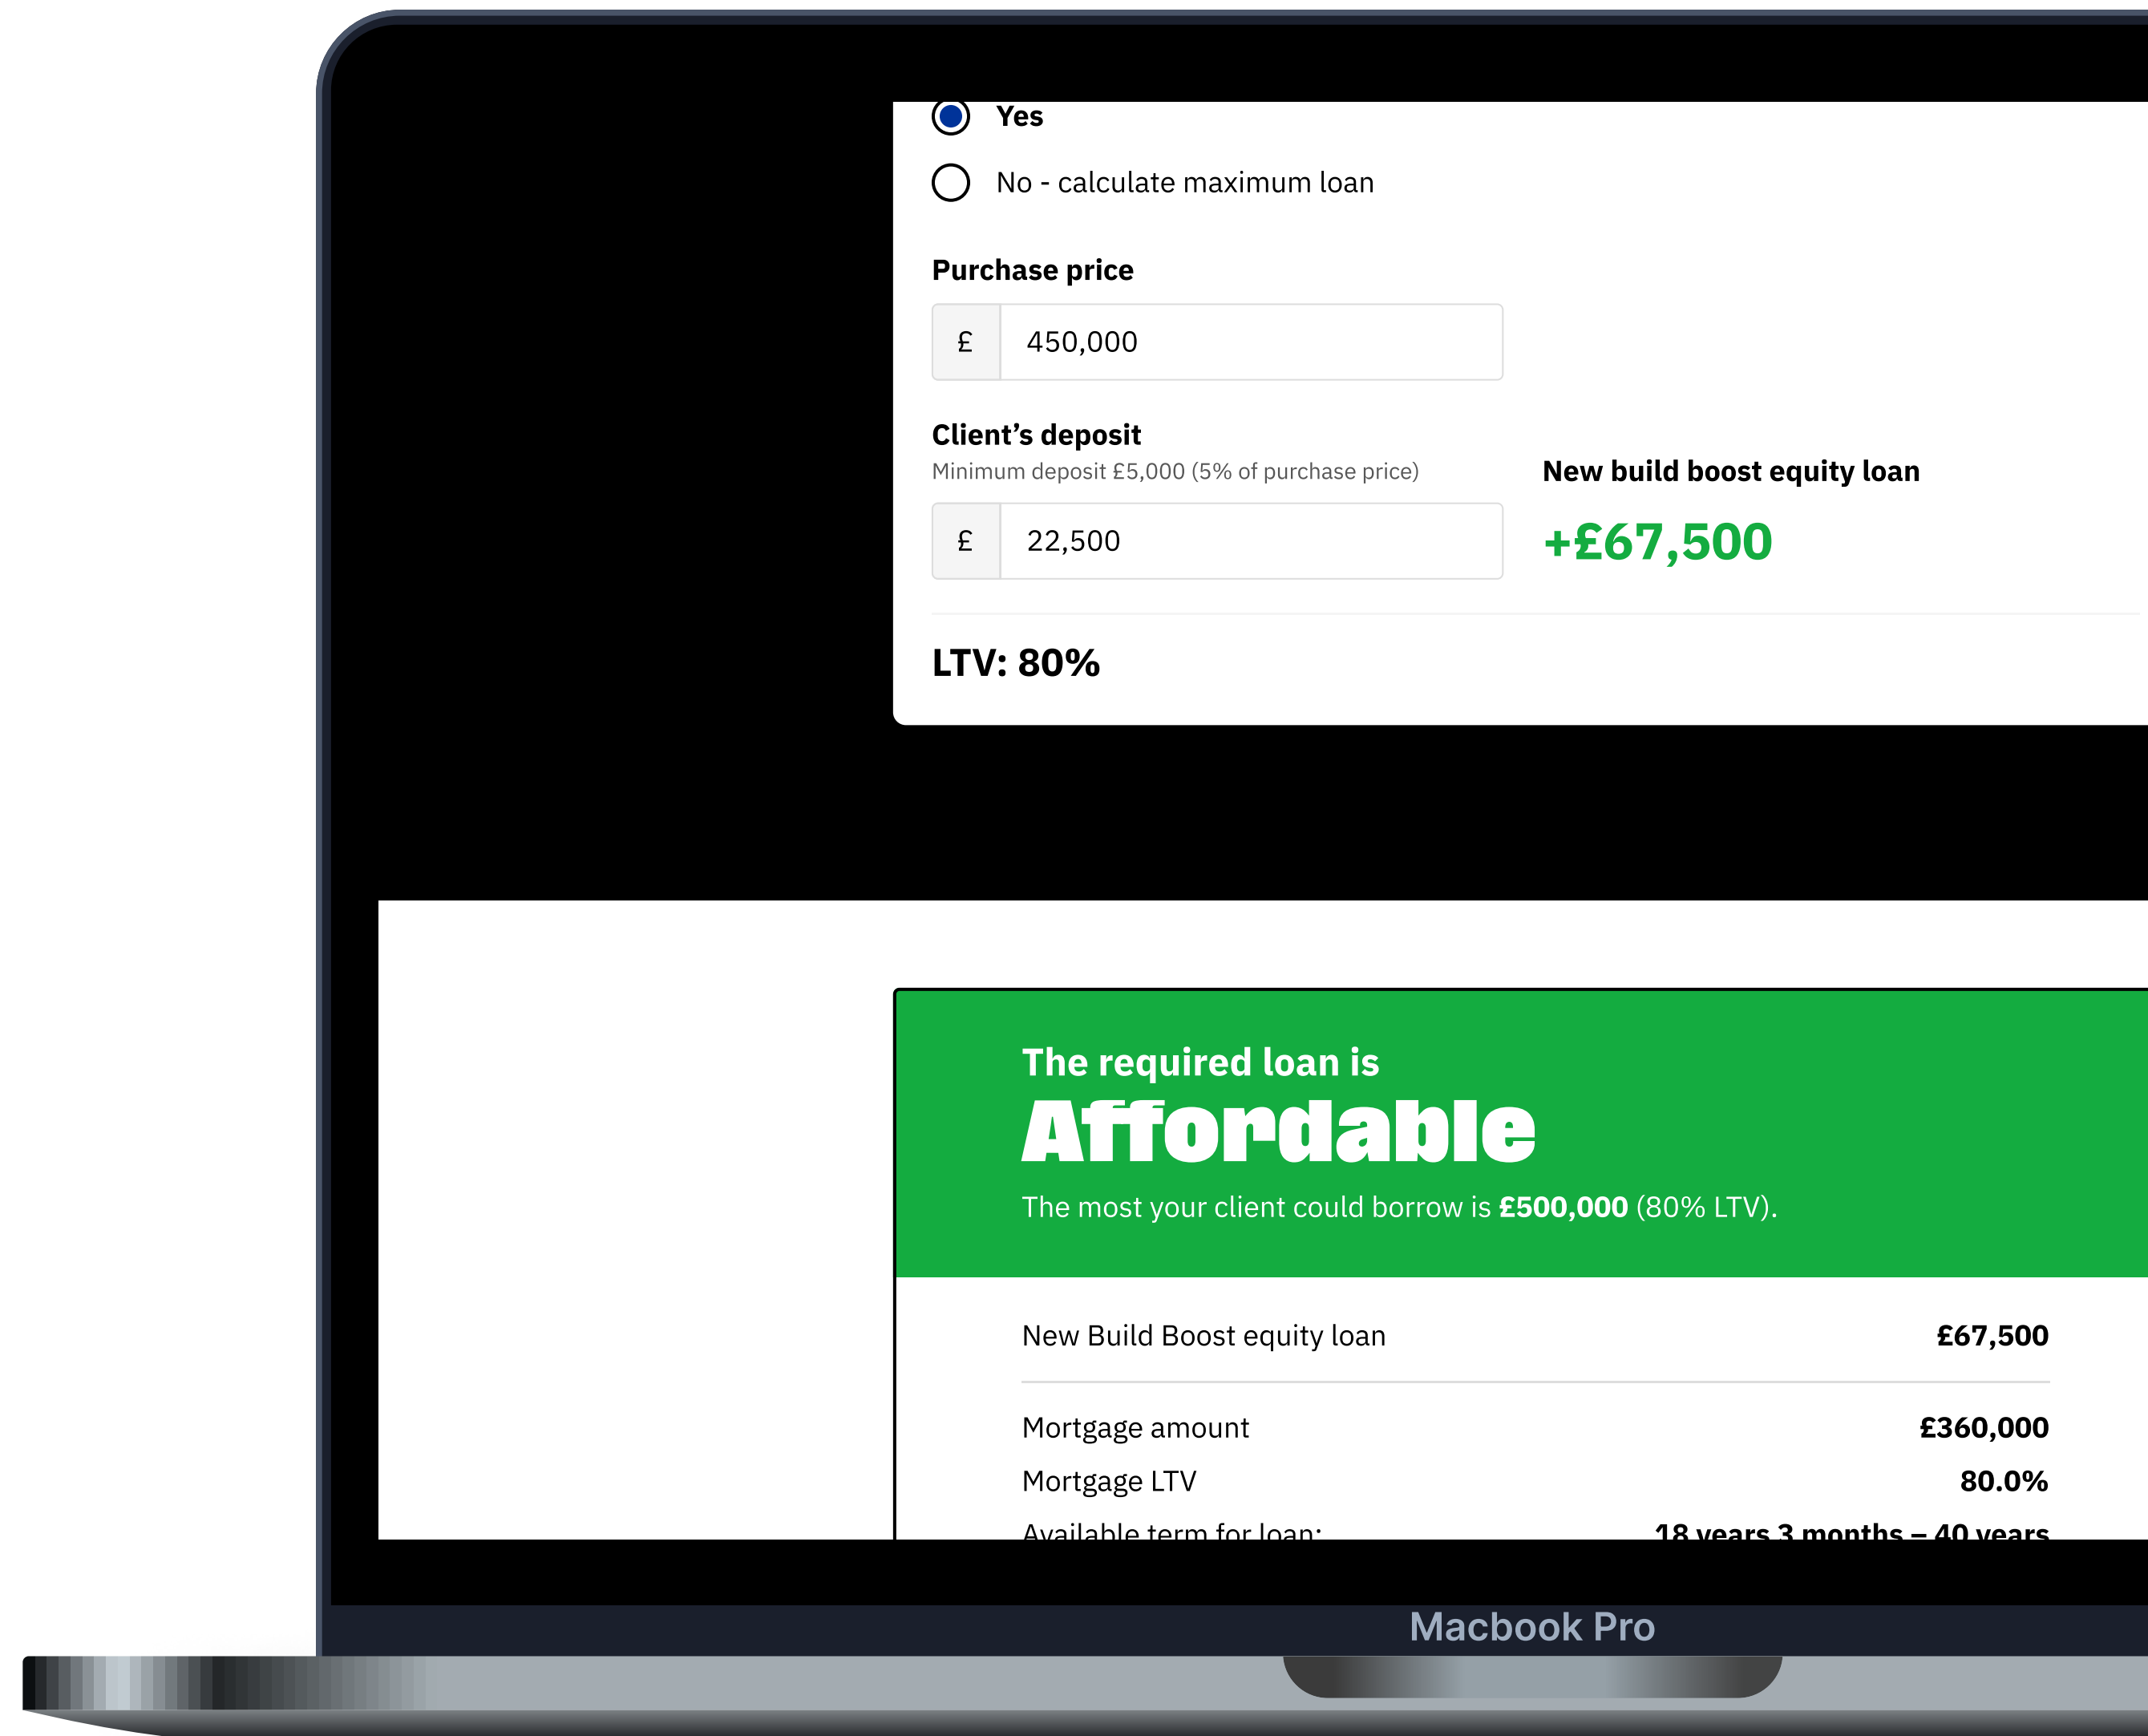 Yes
No - calculate maximum loan
Purchase price
£ 450,000
Client’s deposit
Minimum deposit £5,000 (5% of purchase price)
£ 22,500
New build boost equity loan
+£67,500
LTV: 80%
The required loan is
Affordable
The most your client could borrow is £500,000 (80% LTV).
New Build Boost equity loan £67,500
Mortgage amount £360,000
Mortgage LTV 80.0%
Available term for loan: 18 years 3 months – 40 years
Macbook Pro